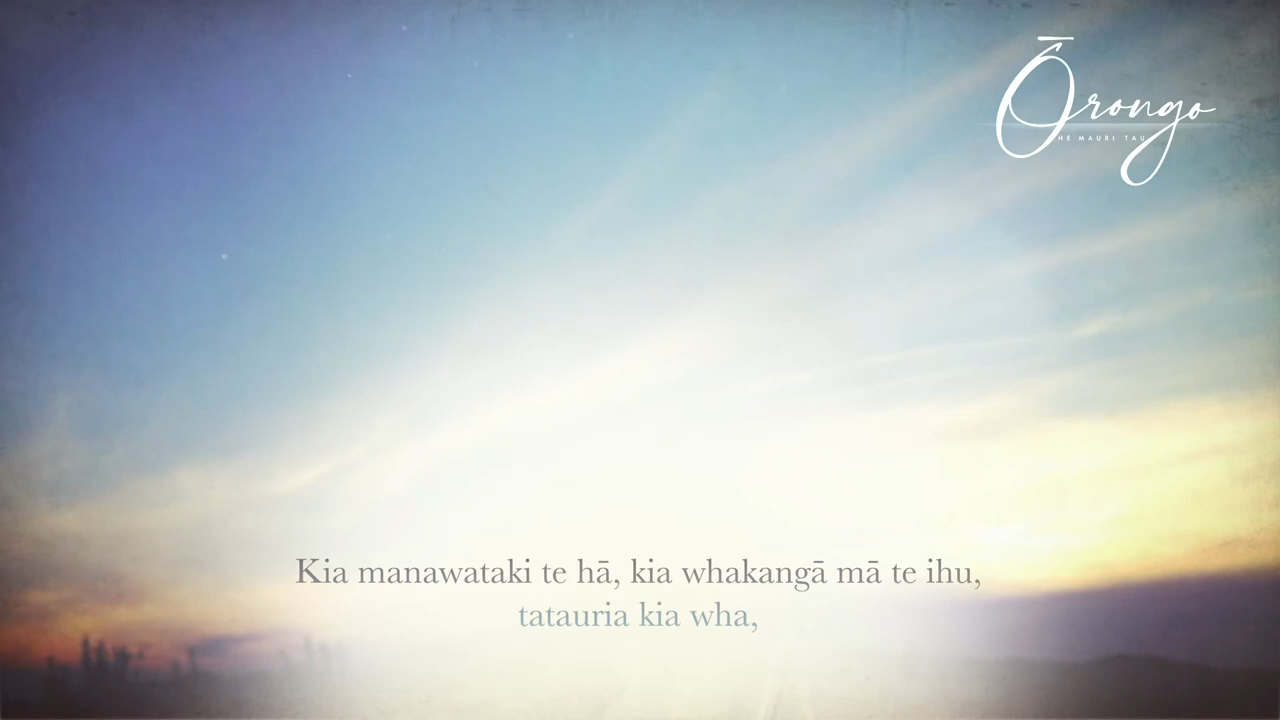 Ōrongo
HE MAURI TAU
Kia manawataki te hā, kia whakangā mā te ihu,
tatauria kia wha,